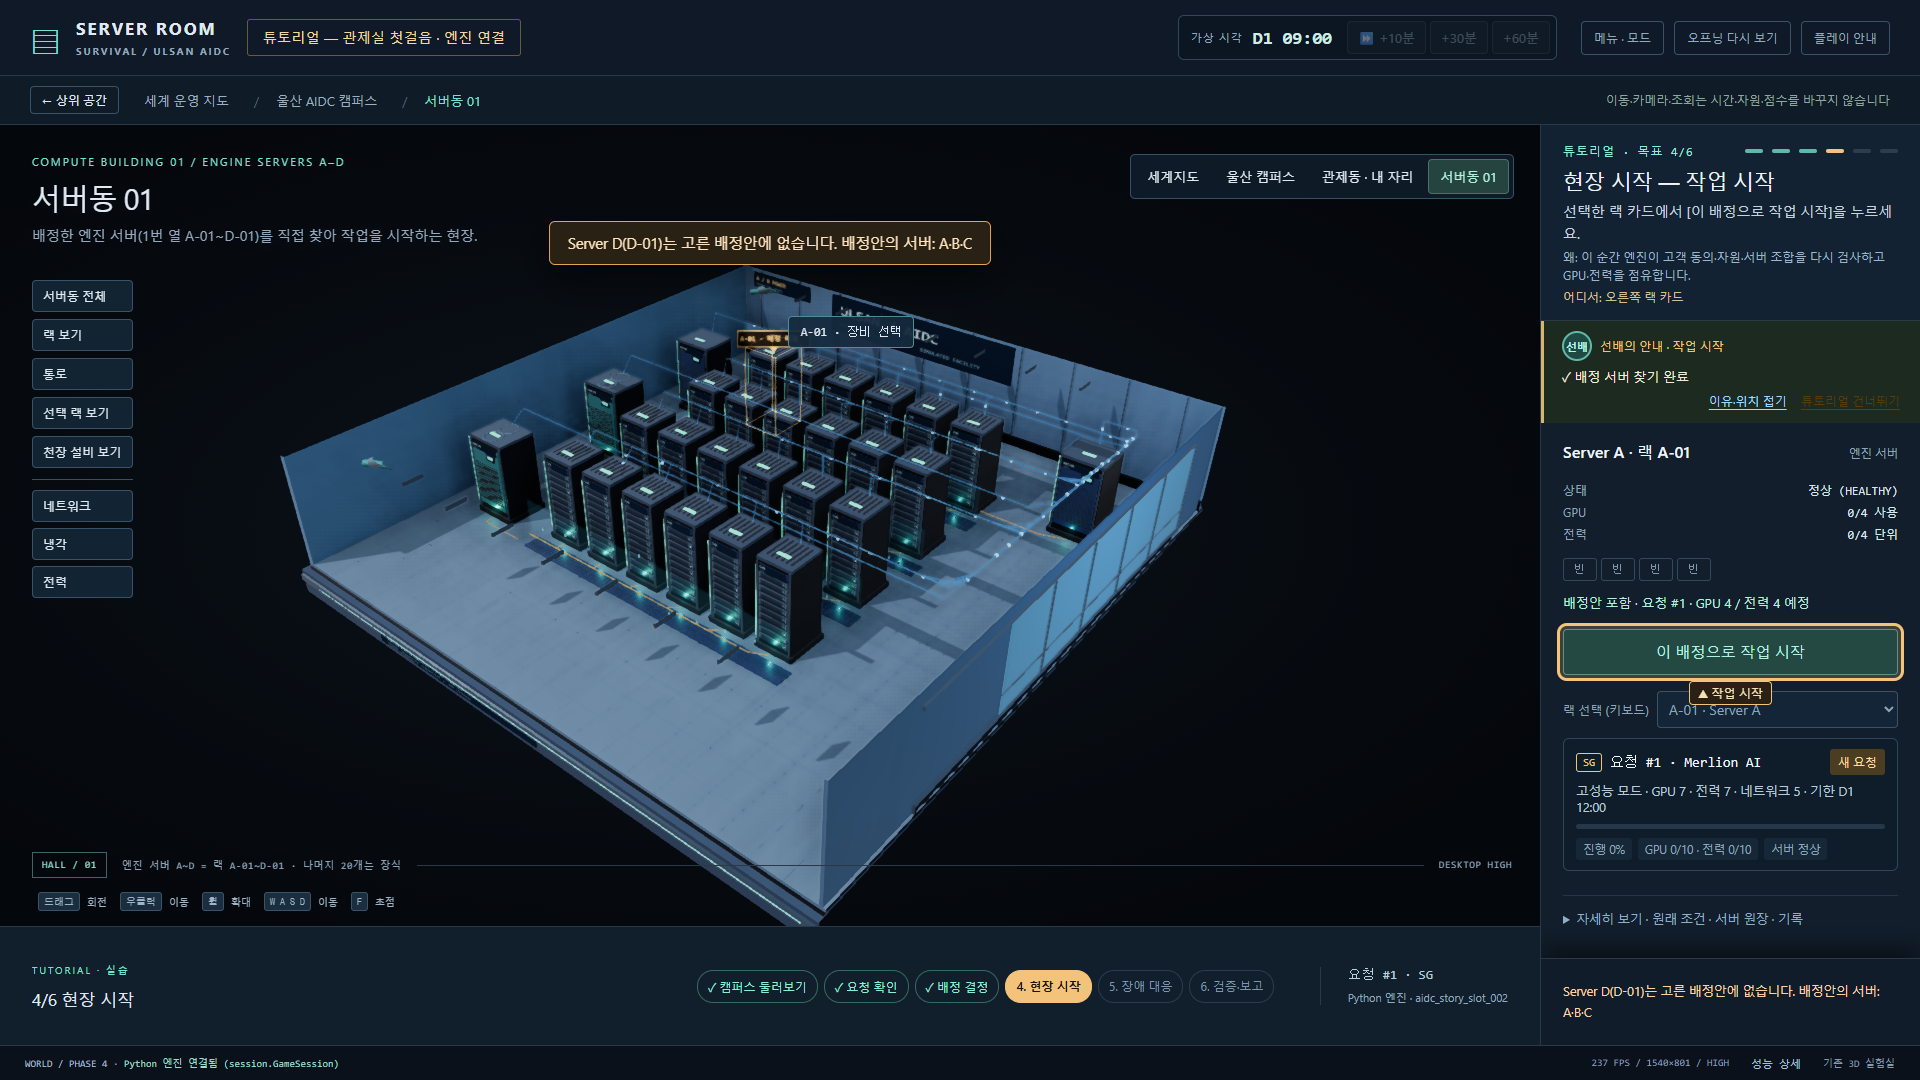 SERVER ROOM
SURVIVAL / ULSAN AIDC
튜토리얼 — 관제실 첫걸음 · 엔진 연결
가상 시각 D1 09:00 ⏩ +10분 +30분 +60분
메뉴 · 모드 오프닝 다시 보기 플레이 안내
← 상위 공간 세계 운영 지도 / 울산 AIDC 캠퍼스 / 서버동 01
이동·카메라·조회는 시간·자원·점수를 바꾸지 않습니다
COMPUTE BUILDING 01 / ENGINE SERVERS A–D
서버동 01
배정한 엔진 서버(1번 열 A-01~D-01)를 직접 찾아 작업을 시작하는 현장.
세계지도 울산 캠퍼스 관제동 · 내 자리 서버동 01
Server D(D-01)는 고른 배정안에 없습니다. 배정안의 서버: A·B·C
서버동 전체
랙 보기
통로
선택 랙 보기
천장 설비 보기
네트워크
냉각
전력
A-01 · 장비 선택
HALL / 01 엔진 서버 A~D = 랙 A-01~D-01 · 나머지 20개는 장식
DESKTOP HIGH
드래그 회전 우클릭 이동 휠 확대 W A S D 이동 F 초점
튜토리얼 · 목표 4/6
현장 시작 — 작업 시작
선택한 랙 카드에서 [이 배정으로 작업 시작]을 누르세
요.
왜: 이 순간 엔진이 고객 동의·자원·서버 조합을 다시 검사하고
GPU·전력을 점유합니다.
어디서: 오른쪽 랙 카드
선배 선배의 안내 · 작업 시작
✓ 배정 서버 찾기 완료
이유·위치 접기 튜토리얼 건너뛰기
Server A · 랙 A-01 엔진 서버
상태 정상 (HEALTHY)
GPU 0/4 사용
전력 0/4 단위
빈 빈 빈 빈
배정안 포함 · 요청 #1 · GPU 4 / 전력 4 예정
이 배정으로 작업 시작
▲ 작업 시작
랙 선택 (키보드) A-01 · Server A
SG 요청 #1 · Merlion AI 새 요청
고성능 모드 · GPU 7 · 전력 7 · 네트워크 5 · 기한 D1
12:00
진행 0% GPU 0/10 · 전력 0/10 서버 정상
▶ 자세히 보기 · 원래 조건 · 서버 원장 · 기록
Server D(D-01)는 고른 배정안에 없습니다. 배정안의 서버:
A·B·C
TUTORIAL · 실습
4/6 현장 시작
✓ 캠퍼스 둘러보기 ✓ 요청 확인 ✓ 배정 결정 4. 현장 시작 5. 장애 대응 6. 검증·보고
요청 #1 · SG
Python 엔진 · aidc_story_slot_002
WORLD / PHASE 4 · Python 엔진 연결됨 (session.GameSession)
237 FPS / 1540×801 / HIGH 성능 상세 기존 3D 실험실